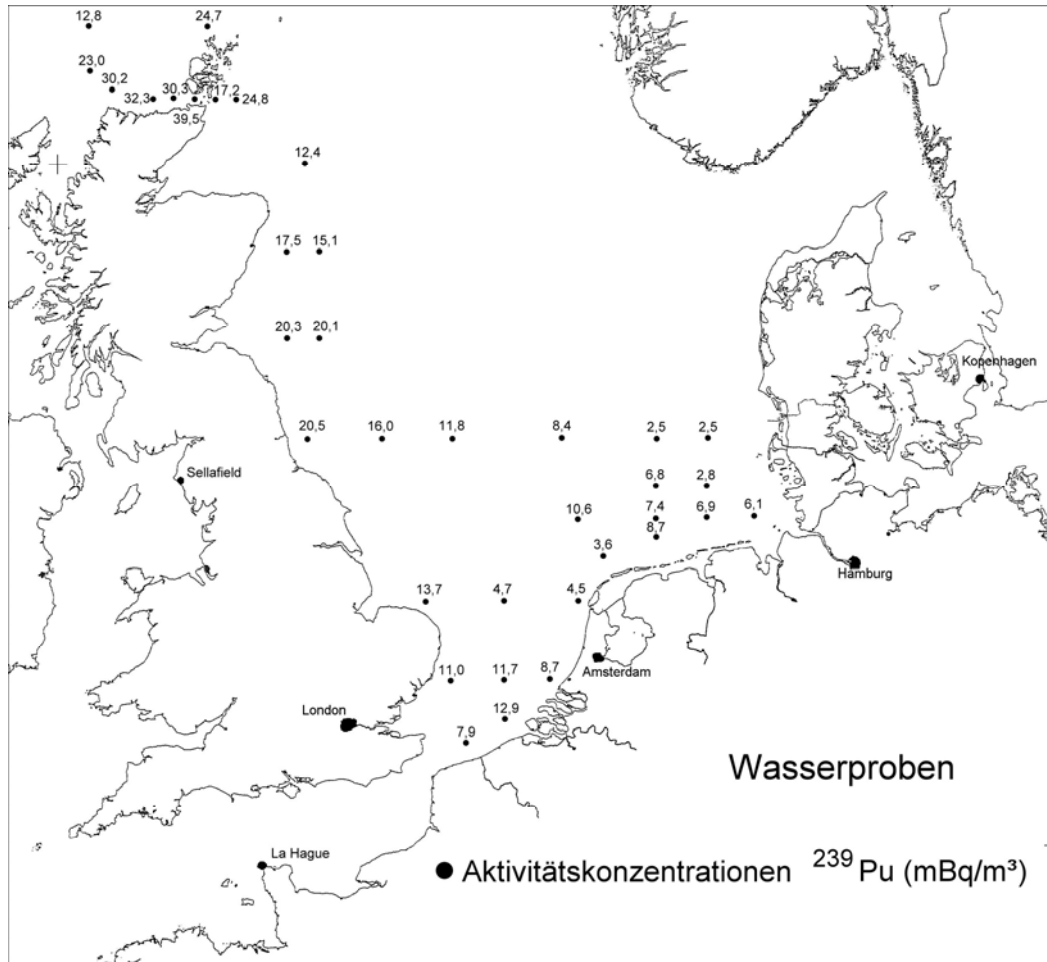 12,8 24,7
23,0
30,2
32,3 30,3 17,2 24,8
39,5
12,4
17,5 15,1
20,3 20,1
Kopenhagen
20,5 16,0 11,8 8,4 2,5 2,5
Sellafield
6,8 2,8
10,6 7,4 6,9 6,1
8,7
3,6
Hamburg
13,7 4,7 4,5
Amsterdam
11,0 11,7 8,7
London
12,9
7,9
Wasserproben
La Hague
Aktivitätskonzentrationen ²³⁹Pu (mBq/m³)